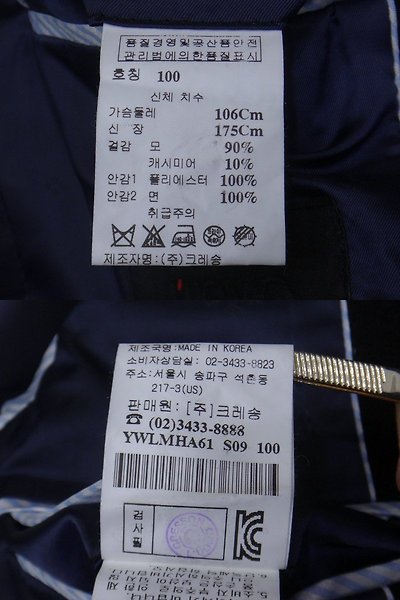 품질경영및공산품안전
관리법에의한품질표시
호칭 100
신체 치수
가슴둘레 106Cm
신 장 175Cm
겉감 모 90%
캐시미어 10%
안감1 폴리에스터 100%
안감2 면 100%
취급주의
제조자명:(주)크레송
제조국명:MADE IN KOREA
소비자상담실: 02-3433-8823
주소:서울시 송파구 석촌동
217-3(US)
판매원:[주]크레송
☎ (02)3433-8888
YWLMHA61 S09 100
검사필